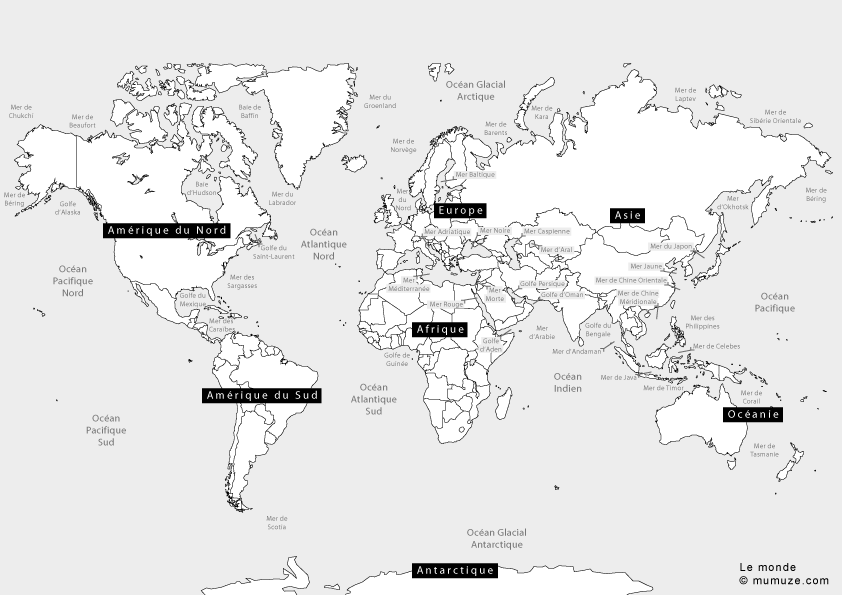 Océan Glacial
Arctique
Mer de
Laptev
Mer du
Groenland
Baie de
Baffin
Mer de
Chukchi
Mer de
Beaufort
Mer de
Kara
Mer de
Sibérie Orientale
Mer de
Barents
Mer de
Norvège
Mer Baltique
Baie
d'Hudson
Mer du
Labrador
Mer
du
Nord
Mer de
Béring
Golfe
d'Alaska
Mer
d'Okhotsk
Mer de
Béring
Europe
Asie
Amérique du Nord
Océan
Atlantique
Nord
Mer Adriatique
Mer Noire
Mer Caspienne
Mer d'Aral
Mer du Japon
Golfe du
Saint-Laurent
Océan
Pacifique
Nord
Mer des
Sargasses
Mer
Méditerranée
Mer Jaune
Golfe Persique
Mer de Chine Orientale
Golfe du
Mexique
Mer Rouge
Mer
Morte
Golfe d'Oman
Mer de Chine
Méridionale
Océan
Pacifique
Mer des
Caraïbes
Afrique
Mer
d'Arabie
Golfe du
Bengale
Mer des
Philippines
Golfe
d'Aden
Mer d'Andaman
Mer de Celebes
Golfe de
Guinée
Océan
Indien
Mer de Java
Mer de Timor
Amérique du Sud
Océan
Atlantique
Sud
Mer de
Corail
Océanie
Océan
Pacifique
Sud
Mer de
Tasmanie
Mer de
Scotia
Océan Glacial
Antarctique
Antarctique
Le monde
© mumuze.com